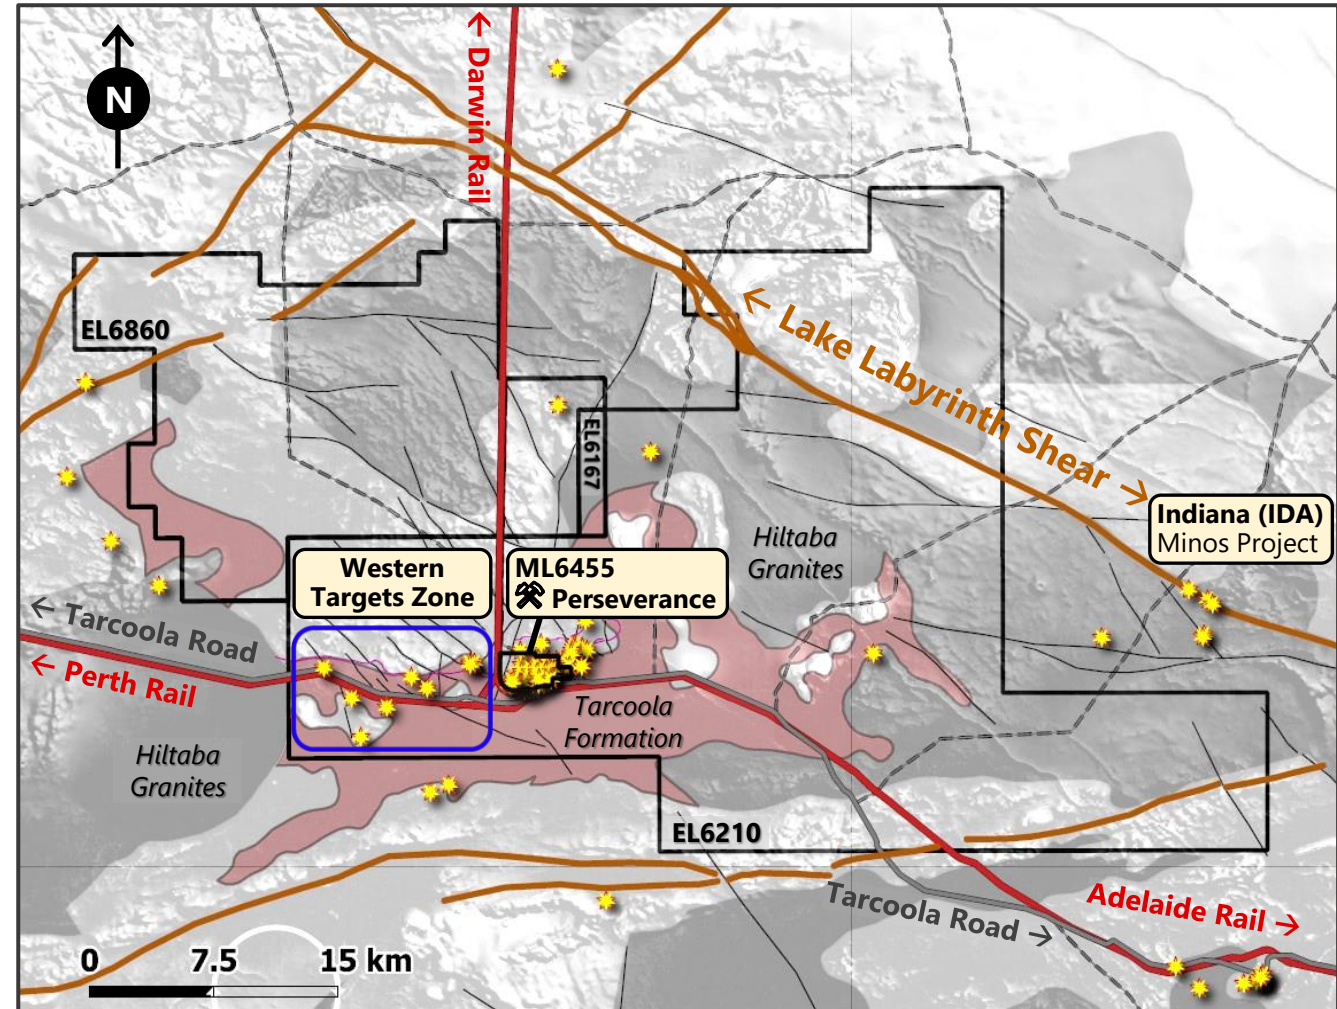 N
← Darwin Rail
EL6860
EL6167
← Lake Labyrinth Shear →
Indiana (IDA)
Minos Project
Hiltaba
Granites
Western
Targets Zone
ML6455
Perseverance
← Tarcoola Road
← Perth Rail
Tarcoola
Formation
Hiltaba
Granites
EL6210
Tarcoola Road →
Adelaide Rail →
0 7.5 15 km